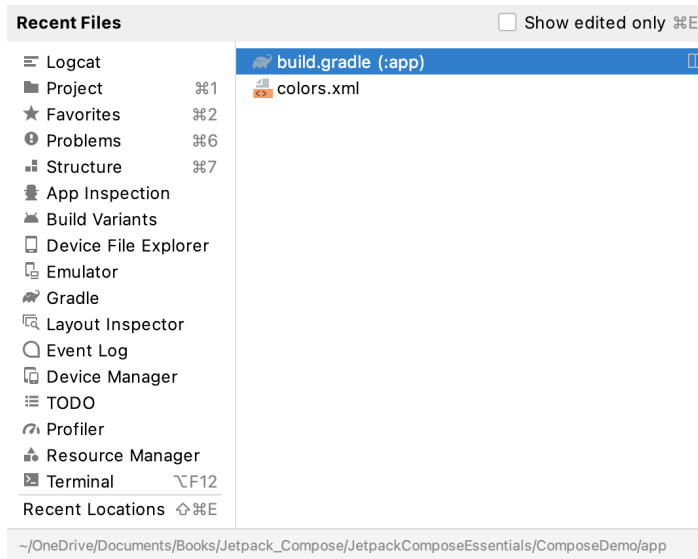 Recent Files
Show edited only ⌘E
Logcat
Project ⌘1
Favorites ⌘2
Problems ⌘6
Structure ⌘7
App Inspection
Build Variants
Device File Explorer
Emulator
Gradle
Layout Inspector
Event Log
Device Manager
TODO
Profiler
Resource Manager
Terminal ⌥F12
Recent Locations ⇧⌘E
build.gradle (:app)
colors.xml
~/OneDrive/Documents/Books/Jetpack_Compose/JetpackComposeEssentials/ComposeDemo/app